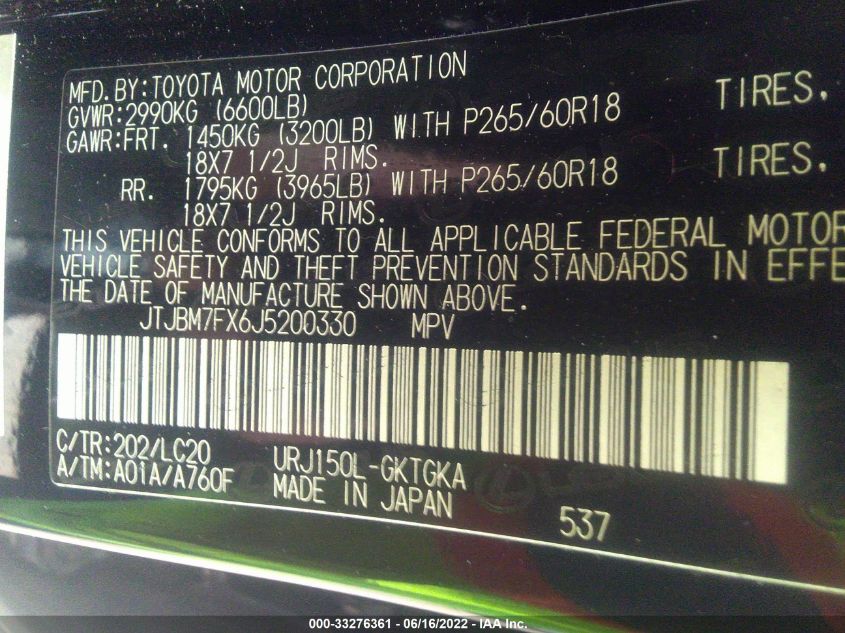 MFD. BY: TOYOTA MOTOR CORPORATION
GVWR: 2990KG (6600LB)
GAWR: FRT. 1450KG (3200LB) WITH P265/60R18 TIRES,
18X7 1/2J RIMS.
RR. 1795KG (3965LB) WITH P265/60R18 TIRES,
18X7 1/2J RIMS.
THIS VEHICLE CONFORMS TO ALL APPLICABLE FEDERAL MOTOR
VEHICLE SAFETY AND THEFT PREVENTION STANDARDS IN EFFE
THE DATE OF MANUFACTURE SHOWN ABOVE.
JTJBM7FX6J5200330 MPV
C/TR: 202/LC20 URJ150L-GKTGKA
A/TM: A01A/A760F MADE IN JAPAN
537
000-33276361 - 06/16/2022 - IAA Inc.